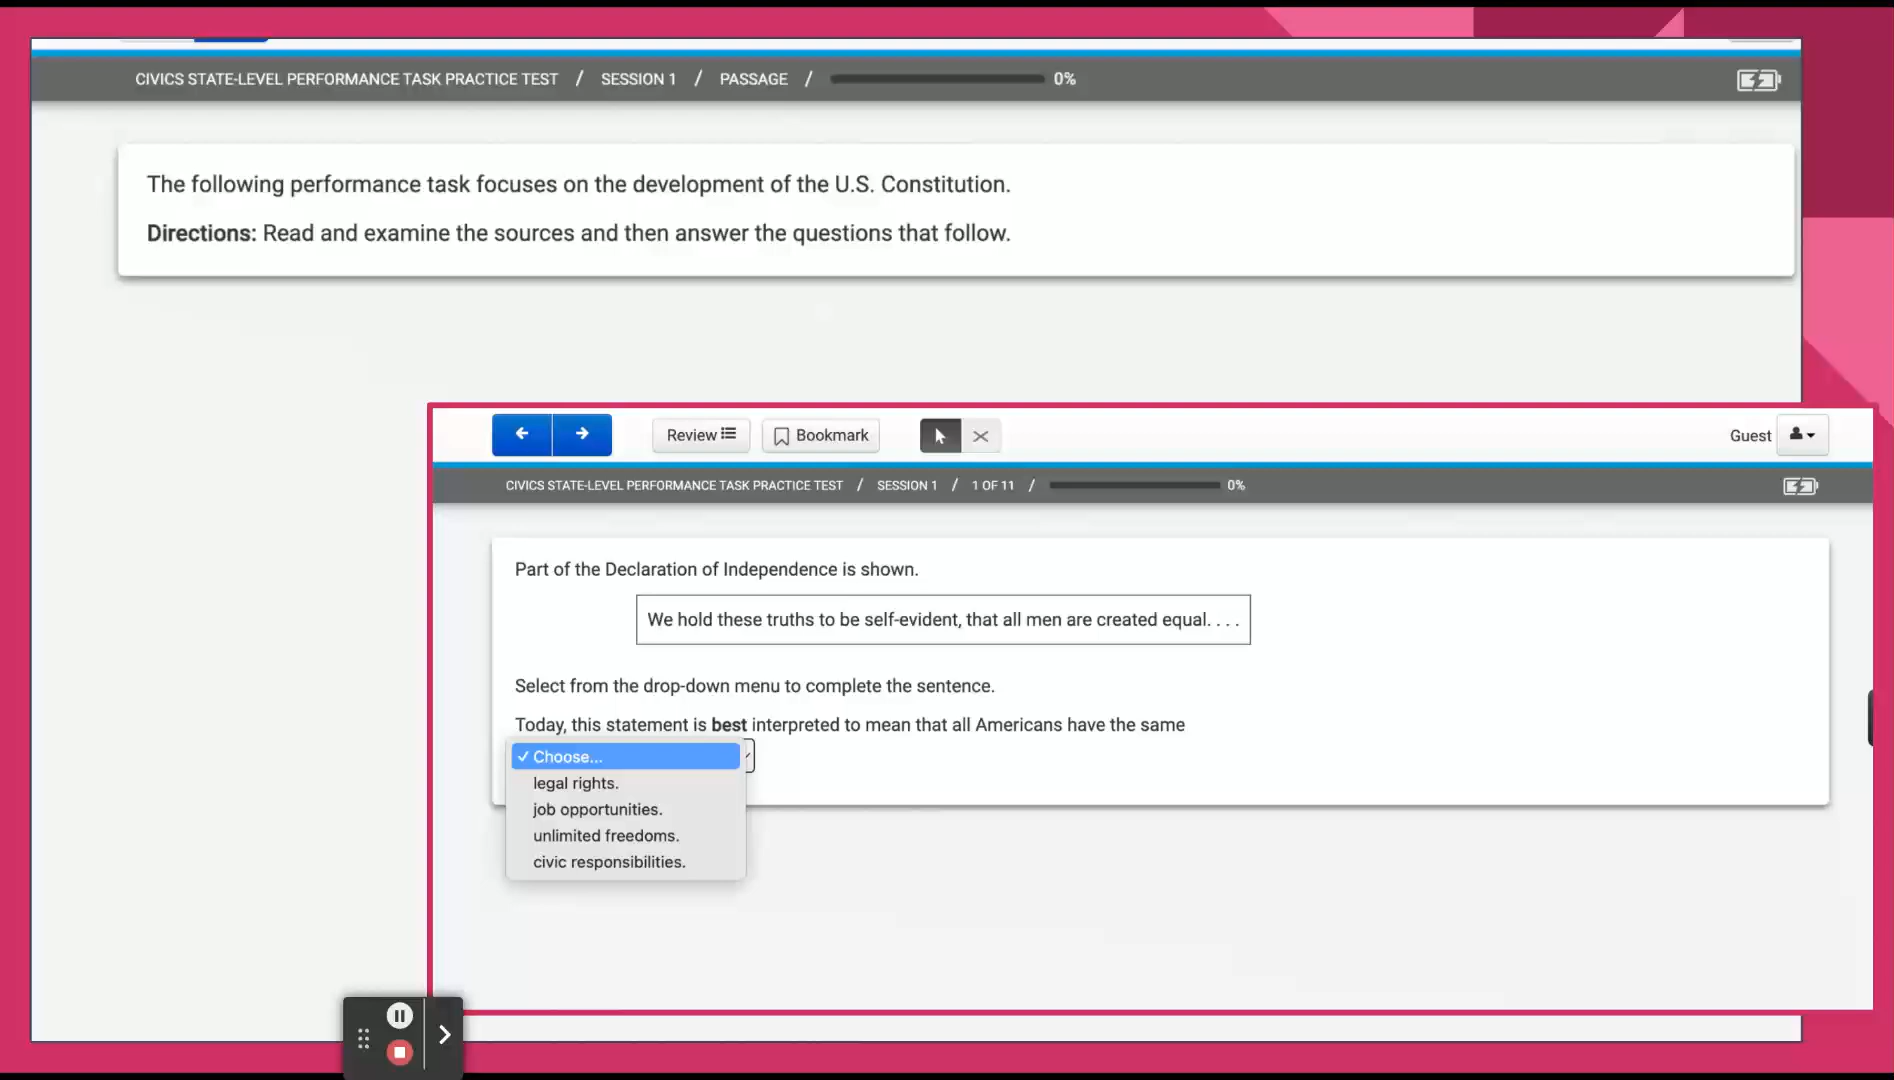 CIVICS STATE-LEVEL PERFORMANCE TASK PRACTICE TEST / SESSION 1 / PASSAGE / 0%
The following performance task focuses on the development of the U.S. Constitution.
Directions: Read and examine the sources and then answer the questions that follow.
Review Bookmark Guest
CIVICS STATE-LEVEL PERFORMANCE TASK PRACTICE TEST / SESSION 1 / 1 OF 11 / 0%
Part of the Declaration of Independence is shown.
We hold these truths to be self-evident, that all men are created equal. . . .
Select from the drop-down menu to complete the sentence.
Today, this statement is best interpreted to mean that all Americans have the same
✓ Choose...
legal rights.
job opportunities.
unlimited freedoms.
civic responsibilities.